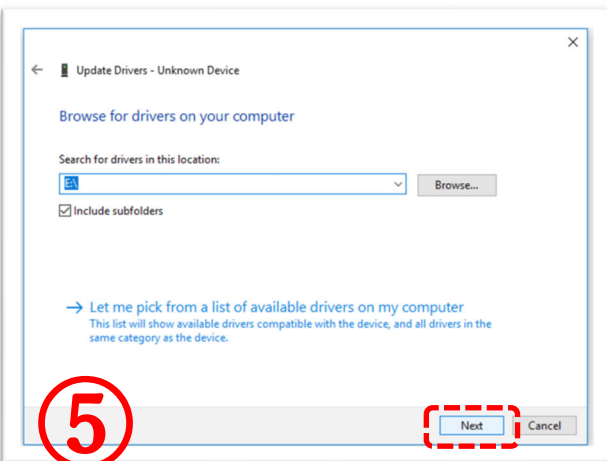 Update Drivers - Unknown Device
Browse for drivers on your computer
Search for drivers in this location:
E:\
Browse...
Include subfolders
→ Let me pick from a list of available drivers on my computer
This list will show available drivers compatible with the device, and all drivers in the
same category as the device.
5
Next
Cancel